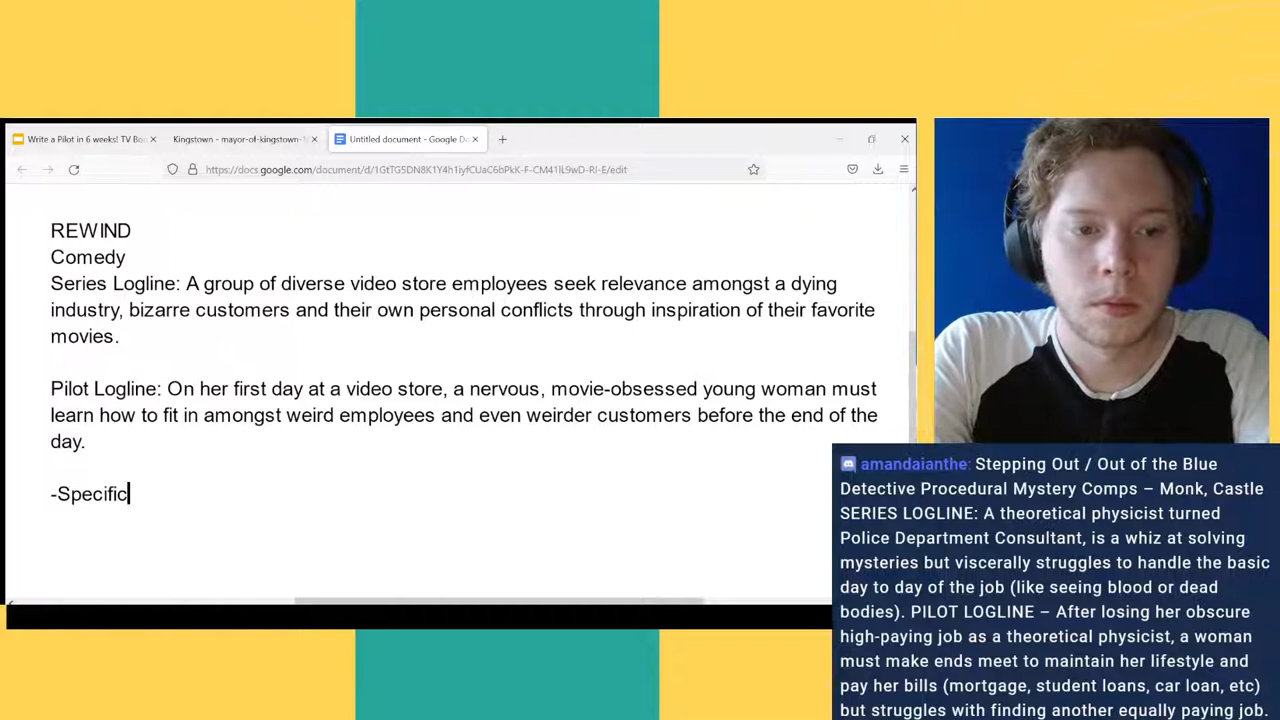 Write a Pilot in 6 weeks! TV Bo
Kingstown - mayor-of-kingstown-
Untitled document - Google D
https://docs.google.com/document/d/1GtTG5DN8K1Y4h1iyfCUaC6bPkK-F-CM41lL9wD-RI-E/edit
REWIND
Comedy
Series Logline: A group of diverse video store employees seek relevance amongst a dying
industry, bizarre customers and their own personal conflicts through inspiration of their favorite
movies.
Pilot Logline: On her first day at a video store, a nervous, movie-obsessed young woman must
learn how to fit in amongst weird employees and even weirder customers before the end of the
day.
-Specific
amandaianthe: Stepping Out / Out of the Blue
Detective Procedural Mystery Comps – Monk, Castle
SERIES LOGLINE: A theoretical physicist turned
Police Department Consultant, is a whiz at solving
mysteries but viscerally struggles to handle the basic
day to day of the job (like seeing blood or dead
bodies). PILOT LOGLINE – After losing her obscure
high-paying job as a theoretical physicist, a woman
must make ends meet to maintain her lifestyle and
pay her bills (mortgage, student loans, car loan, etc)
but struggles with finding another equally paying job.